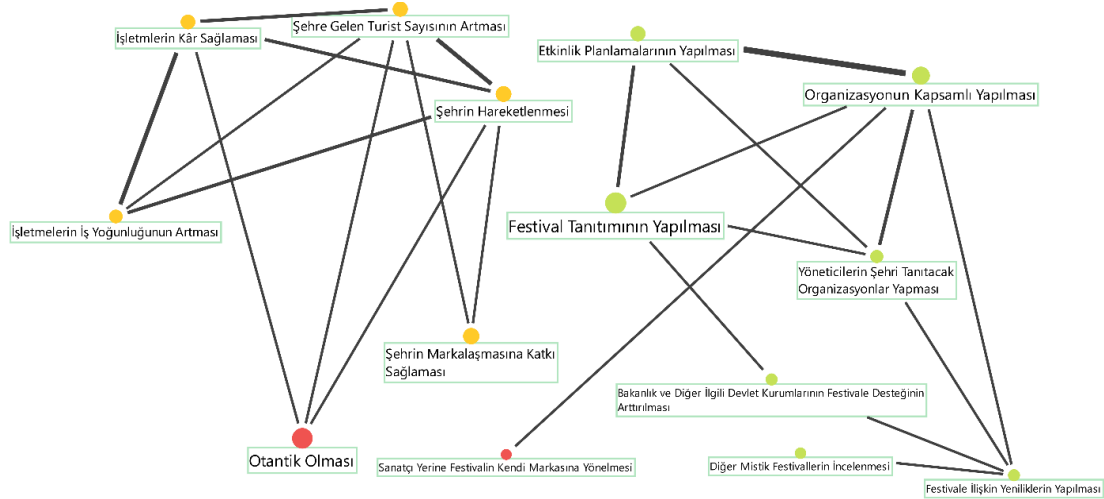 Şehre Gelen Turist Sayısının Artması
İşletmlerin Kâr Sağlaması
Etkinlik Planlamalarının Yapılması
Organizasyonun Kapsamlı Yapılması
Şehrin Hareketlenmesi
İşletmelerin İş Yoğunluğunun Artması
Festival Tanıtımının Yapılması
Yöneticilerin Şehri Tanıtacak
Organizasyonlar Yapması
Şehrin Markalaşmasına Katkı
Sağlaması
Bakanlık ve Diğer İlgili Devlet Kurumlarının Festivale Desteğinin
Arttırılması
Otantik Olması
Sanatçı Yerine Festivalin Kendi Markasına Yönelmesi
Diğer Mistik Festivallerin İncelenmesi
Festivale İlişkin Yeniliklerin Yapılması